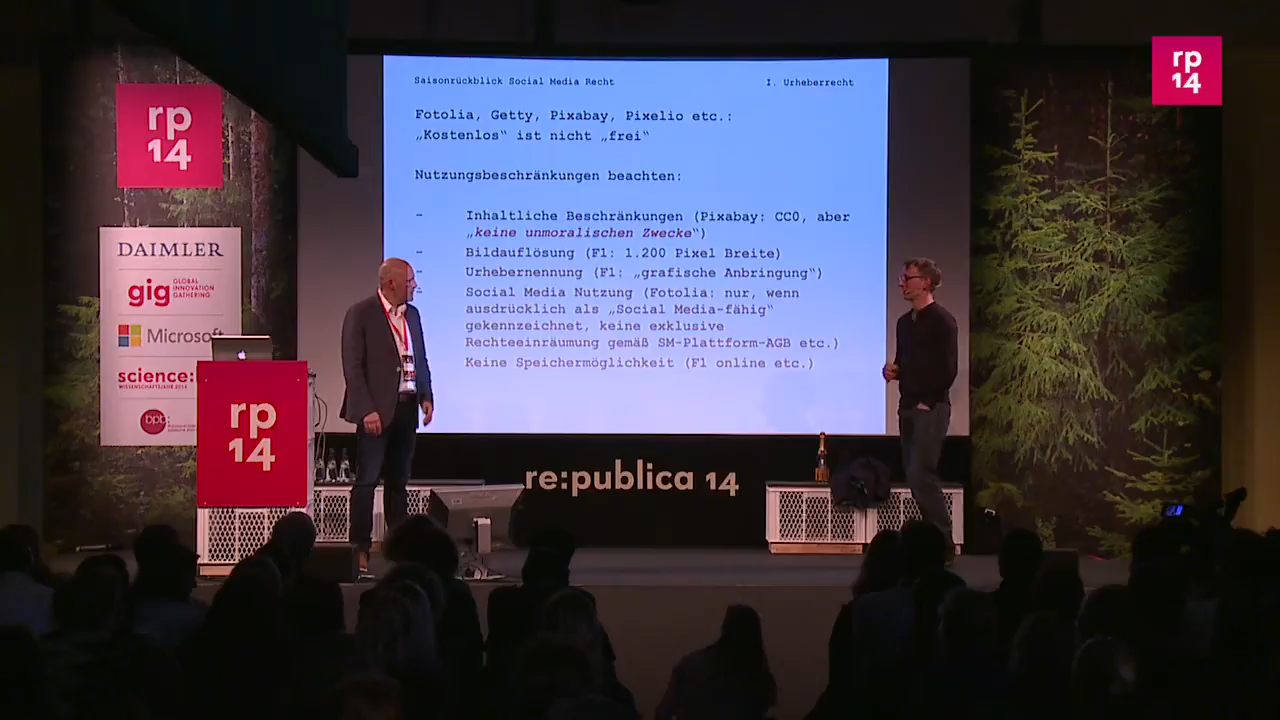 rp
14
Saisonrückblick Social Media Recht
I. Urheberrecht
Fotolia, Getty, Pixabay, Pixelio etc.:
„Kostenlos“ ist nicht „frei“
Nutzungsbeschränkungen beachten:
- Inhaltliche Beschränkungen (Pixabay: CC0, aber
„keine unmoralischen Zwecke“)
- Bildauflösung (F1: 1.200 Pixel Breite)
- Urhebernennung (F1: „grafische Anbringung“)
- Social Media Nutzung (Fotolia: nur, wenn
ausdrücklich als „Social Media-fähig“
gekennzeichnet, keine exklusive
Rechteeinräumung gemäß SM-Plattform-AGB etc.)
Keine Speichermöglichkeit (F1 online etc.)
rp
14
DAIMLER
gig GLOBAL
INNOVATION
GATHERING
Microsoft
science:
WISSENSCHAFTSJAHR 2014
bpb:
rp
14
re:publica 14